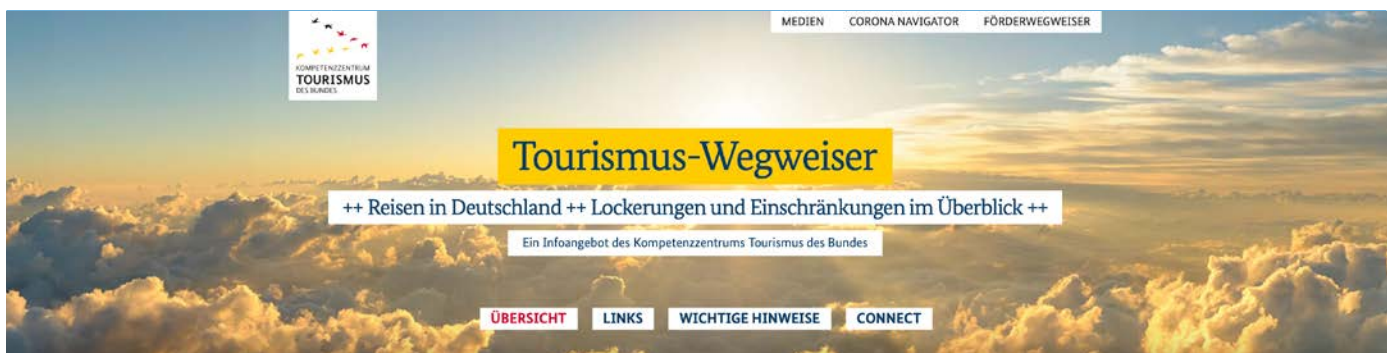 MEDIEN CORONA NAVIGATOR FÖRDERWEGWEISER
KOMPETENZZENTRUM
TOURISMUS
DES BUNDES
Tourismus-Wegweiser
++ Reisen in Deutschland ++ Lockerungen und Einschränkungen im Überblick ++
Ein Infoangebot des Kompetenzzentrums Tourismus des Bundes
ÜBERSICHT LINKS WICHTIGE HINWEISE CONNECT